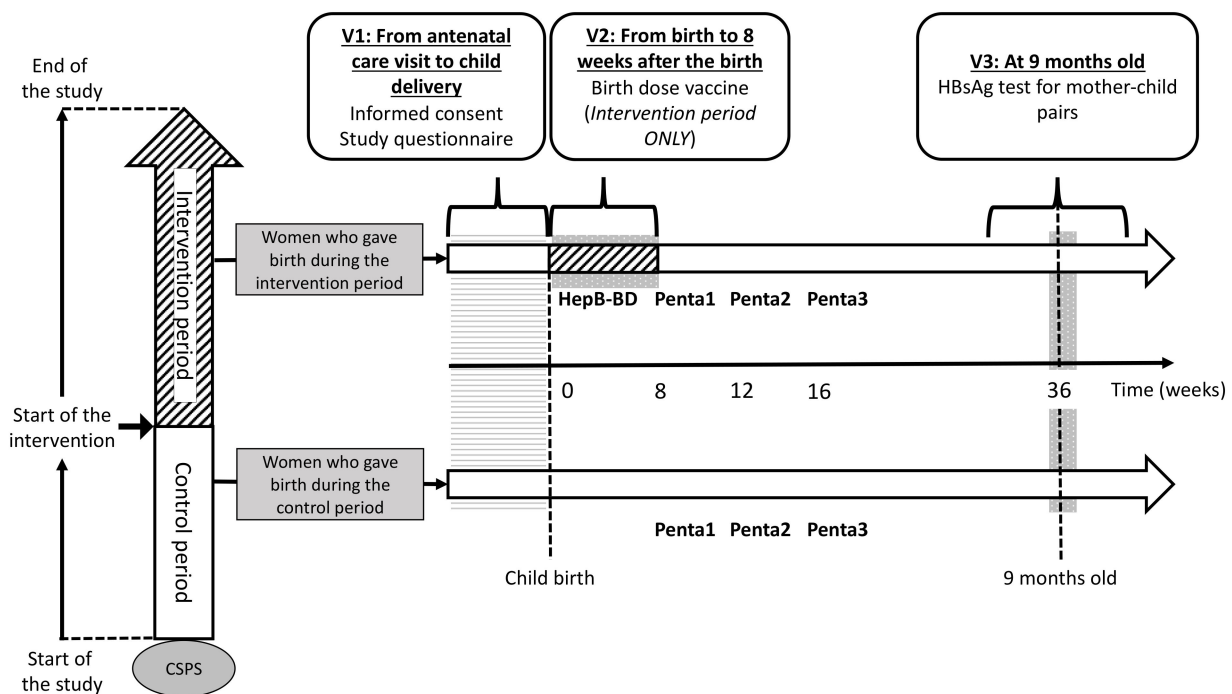 V1: From antenatal
care visit to child
delivery
Informed consent
Study questionnaire
V2: From birth to 8
weeks after the birth
Birth dose vaccine
(Intervention period
ONLY)
V3: At 9 months old
HBsAg test for mother-child
pairs
End of
the study
Intervention period
Women who gave
birth during the
intervention period
HepB-BD Penta1 Penta2 Penta3
0 8 12 16 36 Time (weeks)
Start of the
intervention
Control period
Women who gave
birth during the
control period
Penta1 Penta2 Penta3
Child birth
9 months old
Start of
the study
CSPS